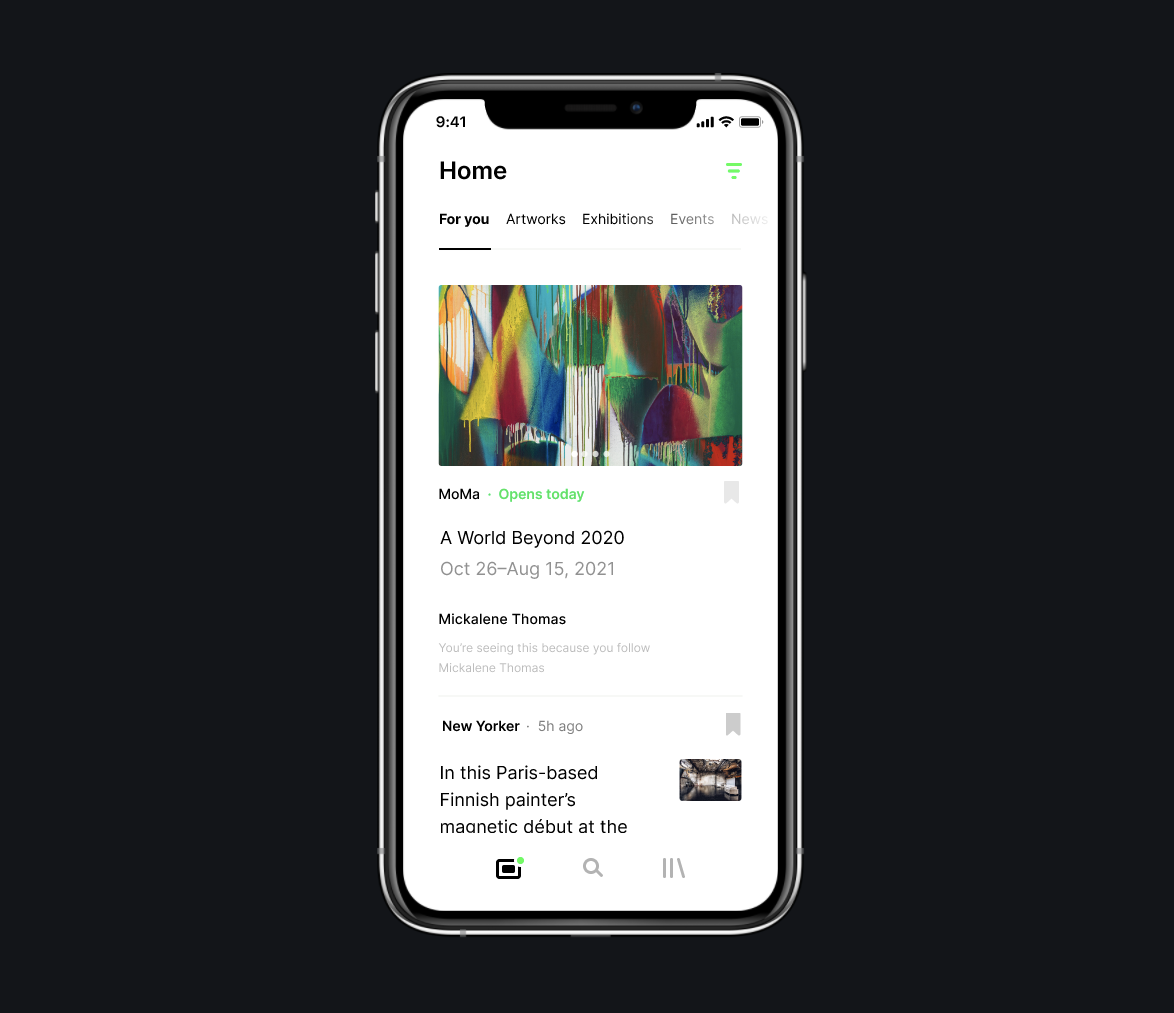 9:41
Home
For you Artworks Exhibitions Events News
MoMa · Opens today
A World Beyond 2020
Oct 26–Aug 15, 2021
Mickalene Thomas
You're seeing this because you follow
Mickalene Thomas
New Yorker · 5h ago
In this Paris-based
Finnish painter’s
magnetic début at the